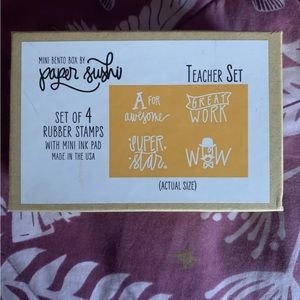 MINI BENTO BOX BY
paper sushi
SET OF 4
RUBBER STAMPS
WITH MINI INK PAD
MADE IN THE USA
TEACHER SET
A FOR
awesome
GREAT
WORK
SUPER
star
WOW
(ACTUAL SIZE)